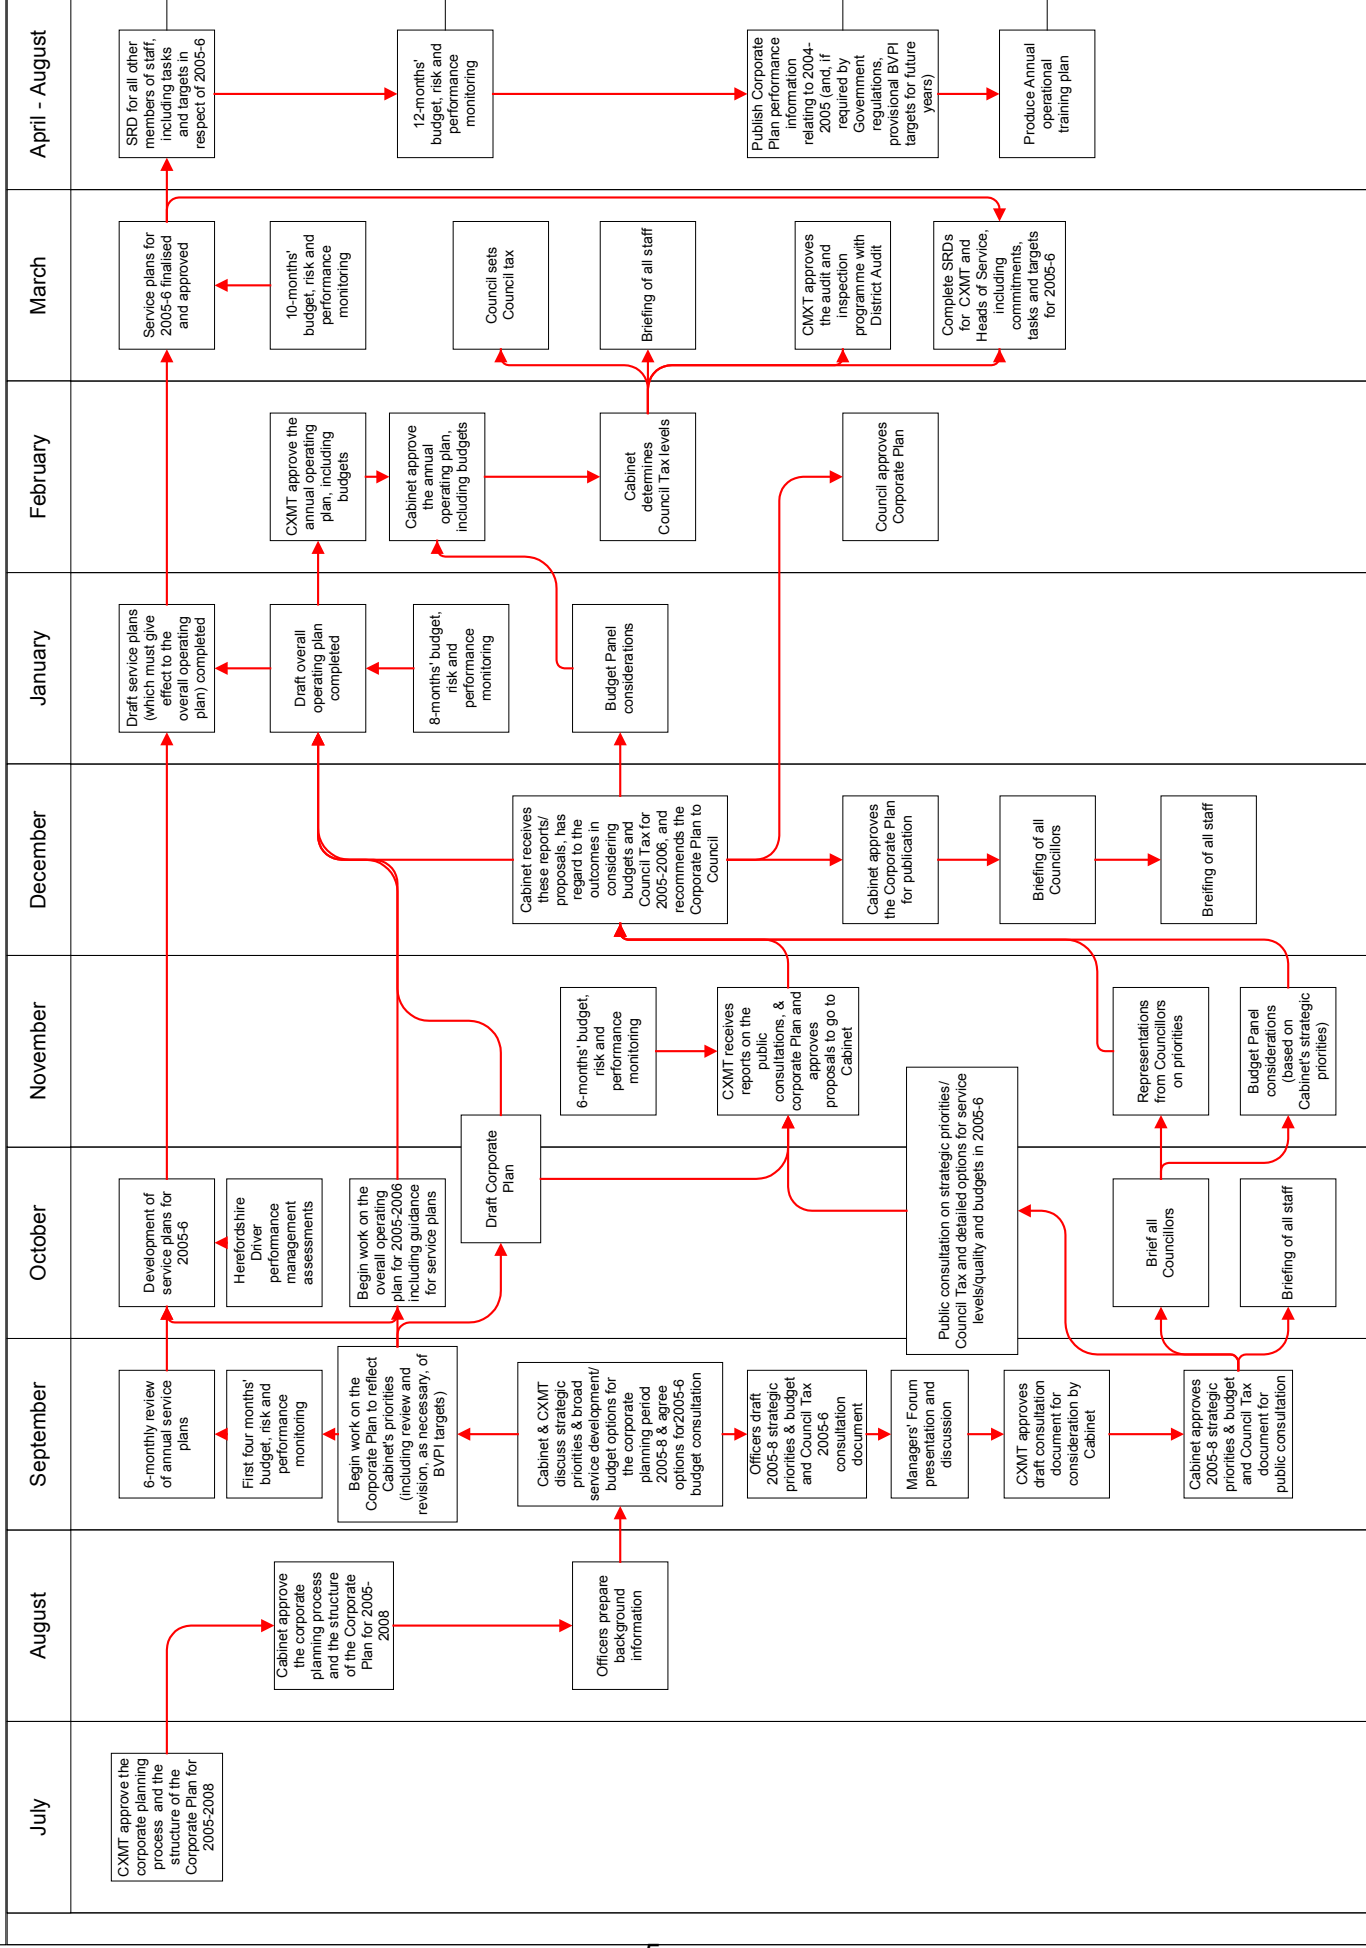 July
August
September
October
November
December
January
February
March
April - August
CXMT approve the
corporate planning
process  and the
structure of the
Corporate Plan for
2005-2008
Cabinet approve
the corporate
planning process
and the structure
of the Corporate
Plan for 2005-
2008
Officers prepare
background
information
6-monthly review
of annual service
plans
First four months'
budget, risk and
performance
monitoring
Begin work on the
Corporate Plan to reflect
Cabinet's priorities
(including review and
revision, as necessary, of
BVPI targets)
Cabinet & CXMT
discuss strategic
priorities & broad
service development/
budget options for
the corporate
planning period
2005-8 & agree
options for2005-6
budget consultation
Officers draft
2005-8 strategic
priorities & budget
and Council Tax
2005-6
consultation
document
Managers' Forum
presentation and
discussion
CXMT approves
draft consultation
document for
consideration by
Cabinet
Cabinet approves
2005-8 strategic
priorities & budget
and Council Tax
document for
public consultation
Development of
service plans for
2005-6
Herefordshire
Driver
performance
management
assessments
Begin work on the
overall operating
plan for 2005-2006
including guidance
for service plans
Draft Corporate
Plan
Public consultation on strategic priorities/
Council Tax and detailed options for service
levels/quality and budgets in 2005-6
Brief all
Councillors
Briefing of all staff
6-months' budget,
risk and
performance
monitoring
CXMT receives
reports on the
public
consultations, &
corporate Plan and
approves
proposals to go to
Cabinet
Representations
from Councillors
on priorities
Budget Panel
considerations
(based on
Cabinet's strategic
priorities)
Cabinet receives
these reports/
proposals, has
regard to the
outcomes in
considering
budgets and
Council Tax for
2005-2006, and
recommends the
Corporate Plan to
Council
Cabinet approves
the Corporate Plan
for publication
Briefing of all
Councillors
Breifing of all staff
Draft service plans
(which must give
effect to the
overall operating
plan) completed
Draft overall
operating plan
completed
8-months' budget,
risk and
performance
monitoring
Budget Panel
considerations
CXMT approve the
annual operating
plan, including
budgets
Cabinet approve
the annual
operating plan,
including budgets
Cabinet
determines
Council Tax levels
Council approves
Corporate Plan
Service plans for
2005-6 finalised
and approved
10-months'
budget, risk and
performance
monitoring
Council sets
Council tax
Briefing of all staff
CMXT approves
the audit and
inspection
programme with
District Audit
Complete SRDs
for CXMT and
Heads of Service,
including
commitments,
tasks and targets
for 2005-6
SRD for all other
members of staff,
including tasks
and targets in
respect of 2005-6
12-months'
budget, risk and
performance
monitoring
Publish Corporate
Plan performance
information
relating to 2004-
2005 (and, if
required by
Government
regulations,
provisional BVPI
targets for future
years)
Produce Annual
operational
training plan